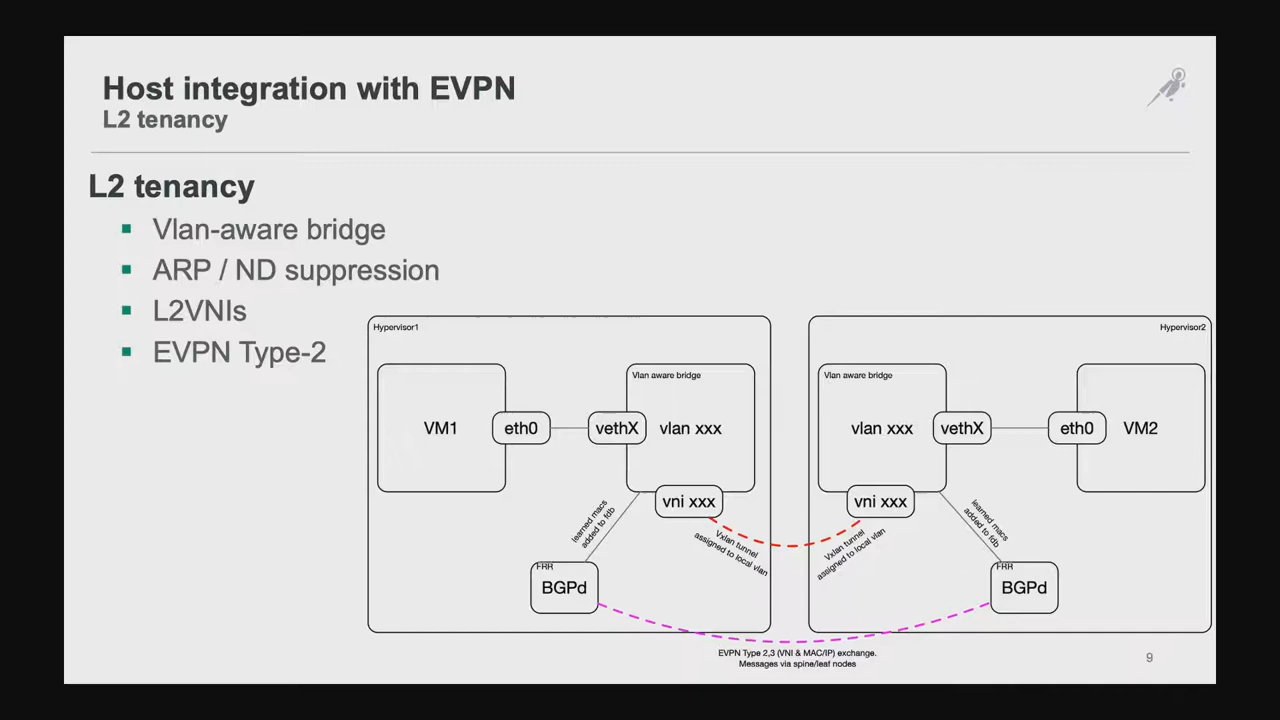 Host integration with EVPN
L2 tenancy
L2 tenancy
Vlan-aware bridge
ARP / ND suppression
L2VNIs
EVPN Type-2
Hypervisor1
VM1
eth0
vethX
Vlan aware bridge
vlan xxx
vni xxx
learned macs
added to fdb
Vxlan tunnel
assigned to local vlan
FRR
BGPd
Hypervisor2
Vlan aware bridge
vlan xxx
vethX
eth0
VM2
vni xxx
learned macs
added to fdb
Vxlan tunnel
assigned to local vlan
FRR
BGPd
EVPN Type 2,3 (VNI & MAC/IP) exchange.
Messages via spine/leaf nodes
9